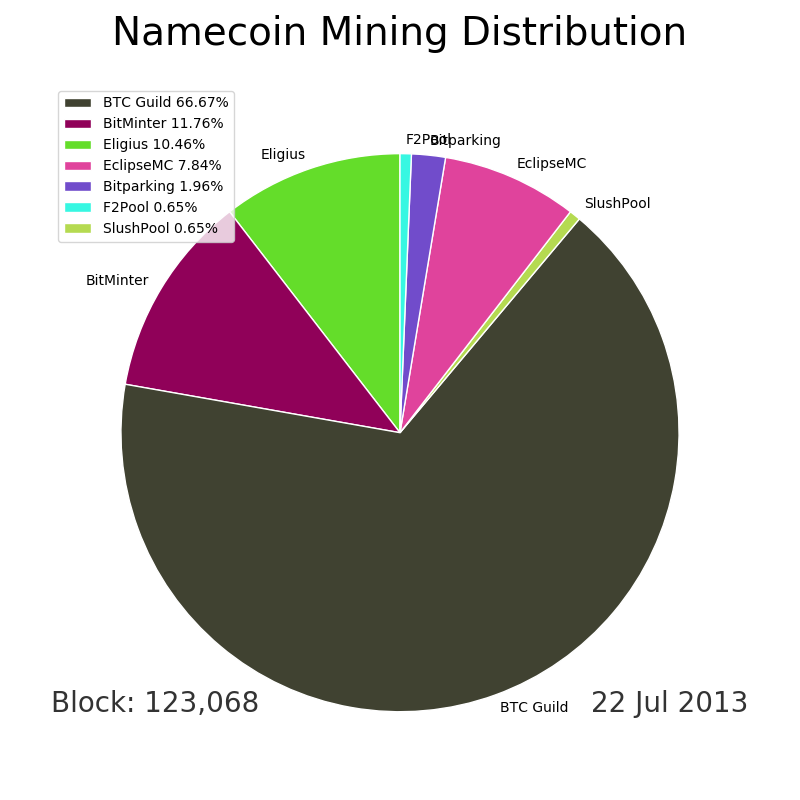 Namecoin Mining Distribution
BTC Guild 66.67%
BitMinter 11.76%
Eligius 10.46%
EclipseMC 7.84%
Bitparking 1.96%
F2Pool 0.65%
SlushPool 0.65%
F2Pool
Bitparking
Eligius
EclipseMC
SlushPool
BitMinter
BTC Guild
Block: 123,068
22 Jul 2013